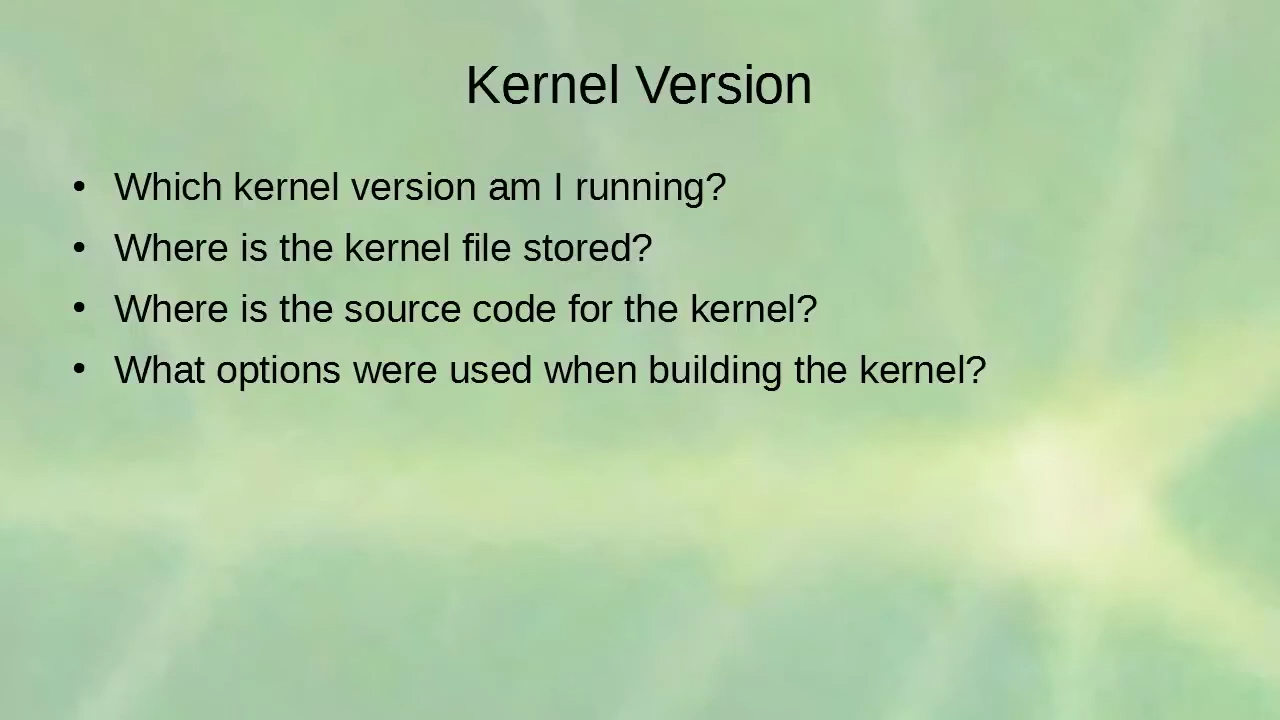 Kernel Version
• Which kernel version am I running?
• Where is the kernel file stored?
• Where is the source code for the kernel?
• What options were used when building the kernel?